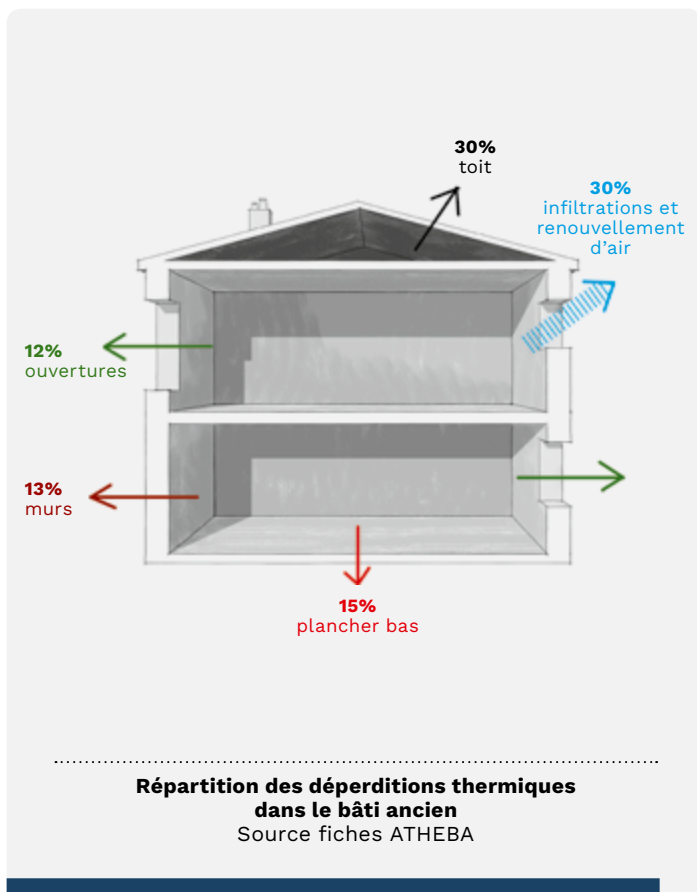 30%
toit
30%
infiltrations et
renouvellement
d'air
12%
ouvertures
13%
murs
15%
plancher bas
Répartition des déperditions thermiques
dans le bâti ancien
Source fiches ATHEBA